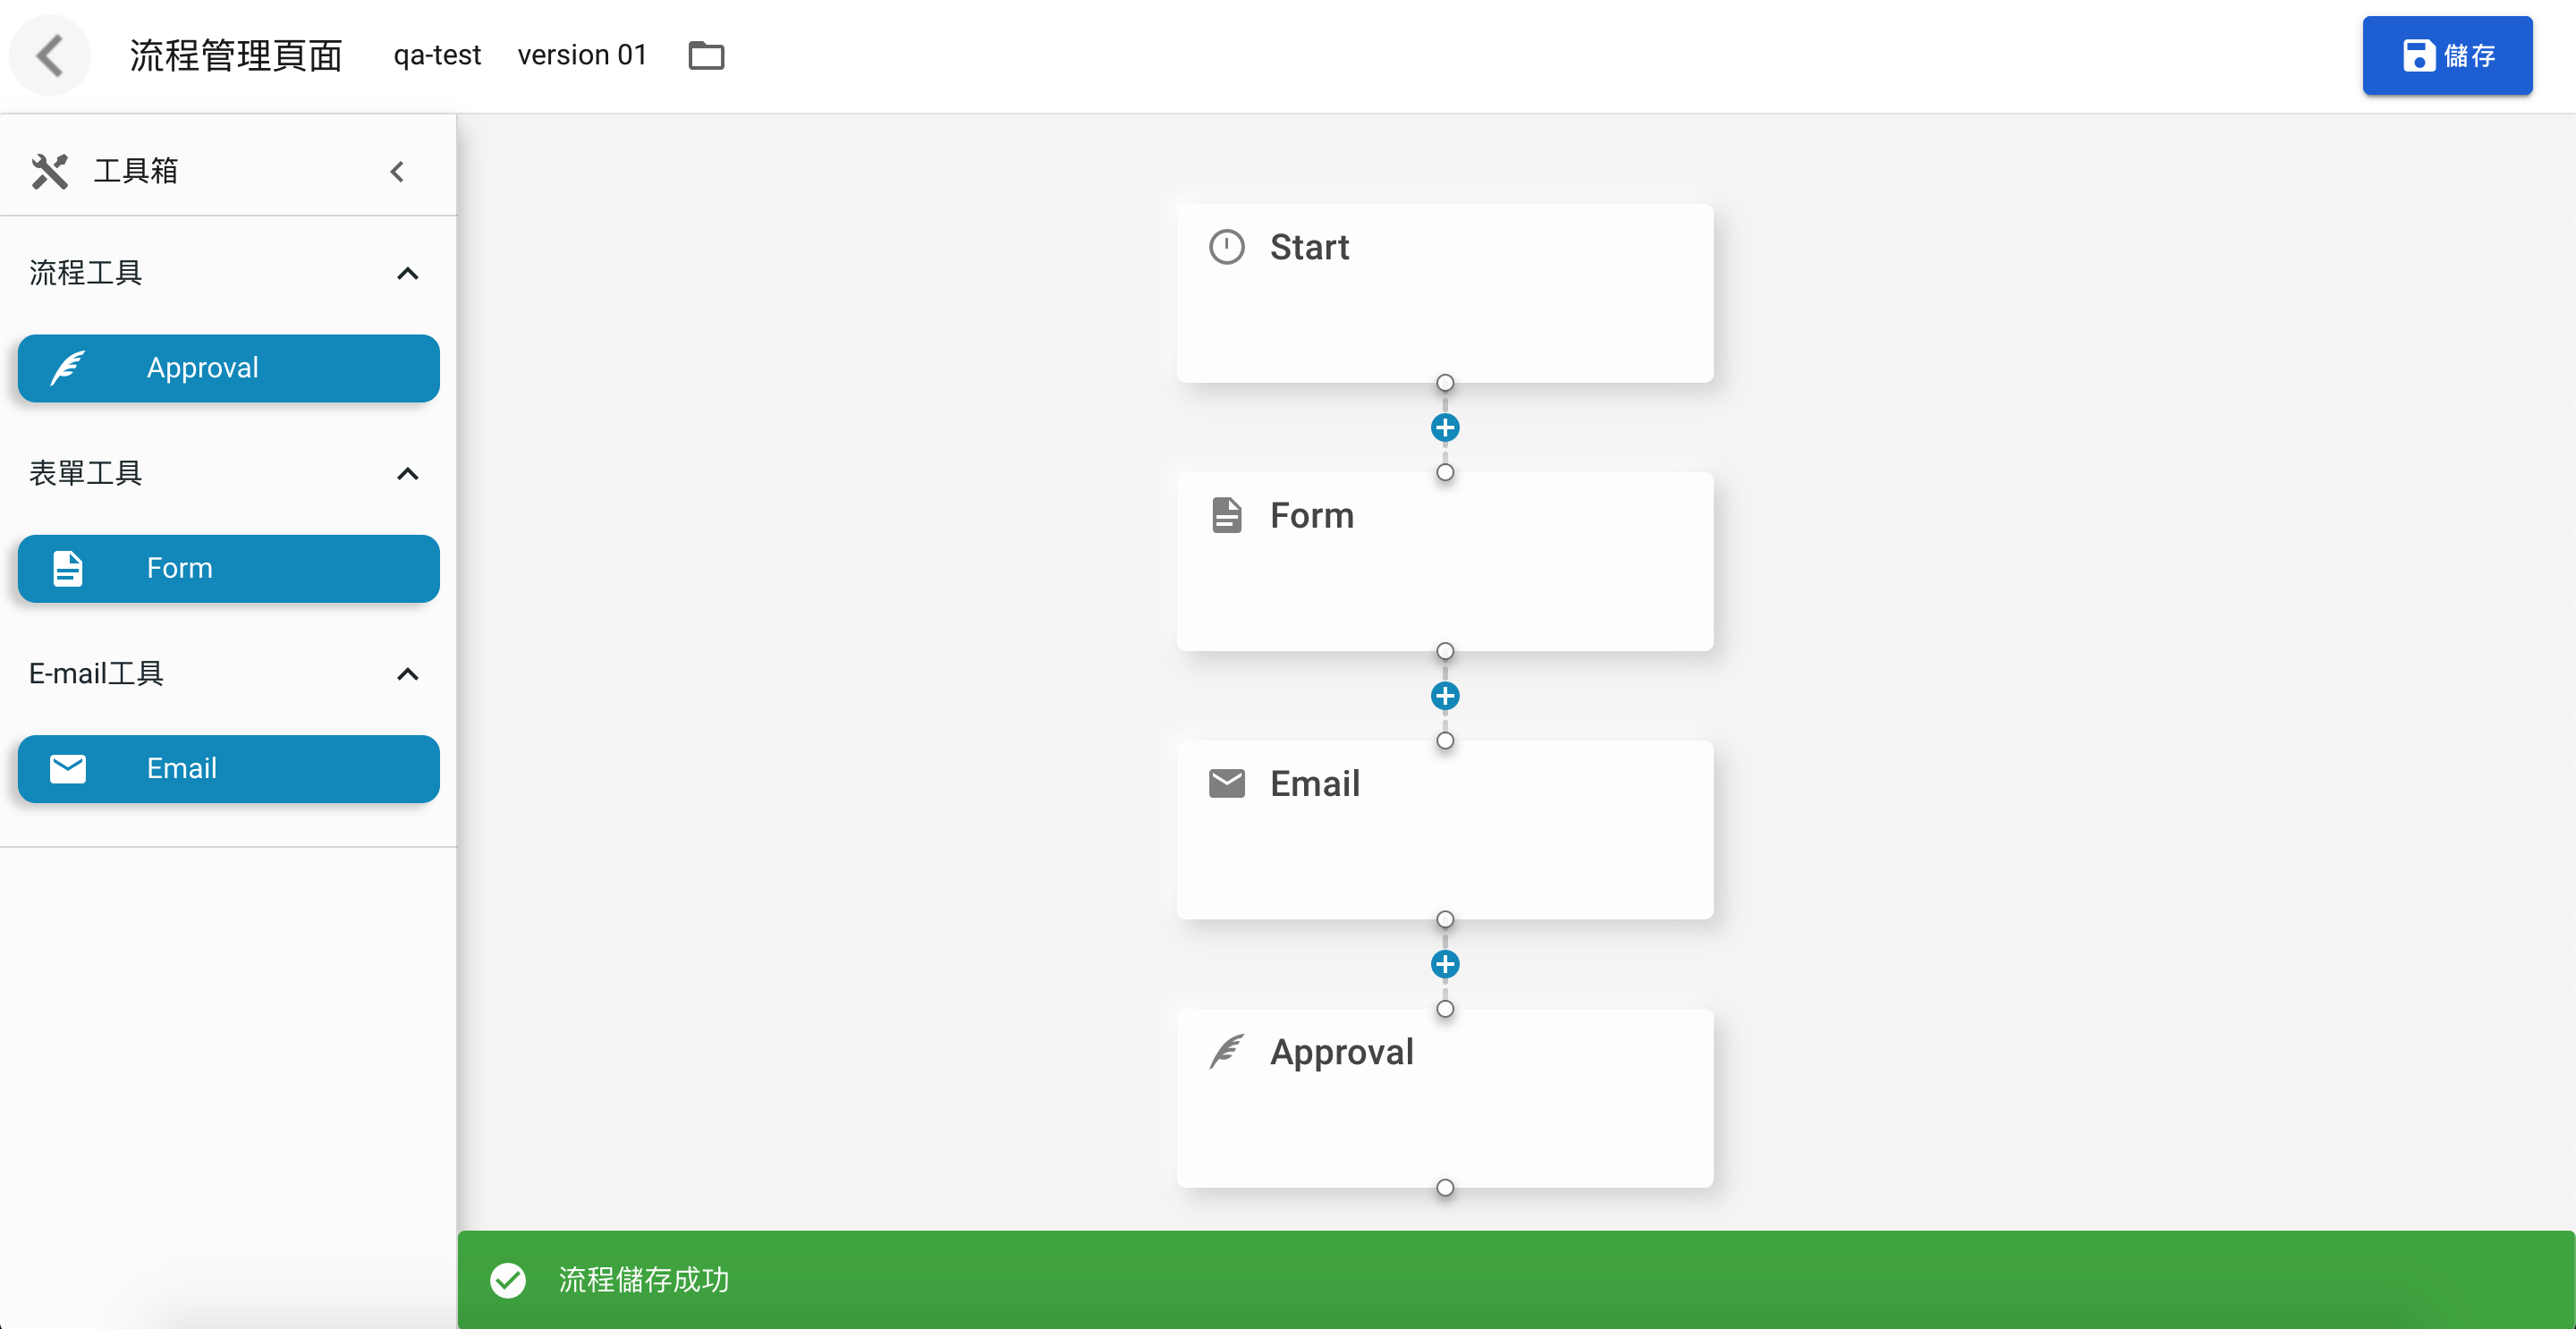 流程管理頁面 qa-test version 01 儲存
工具箱
流程工具
Approval
表單工具
Form
E-mail工具
Email
Start
Form
Email
Approval
流程儲存成功